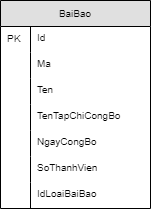 BaiBao
PK Id
Ma
Ten
TenTapChiCongBo
NgayCongBo
SoThanhVien
IdLoaiBaiBao